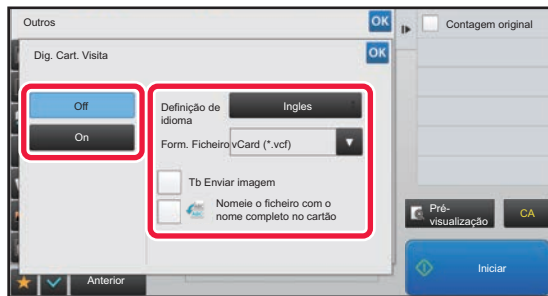 Outros
OK
Contagem original
Dig. Cart. Visita
OK
Off
On
Definição de
idioma
Ingles
Form. Ficheiro
vCard (*.vcf)
Tb Enviar imagem
Nomeie o ficheiro com o
nome completo no cartão
Pré-
visualização
CA
Anterior
Iniciar